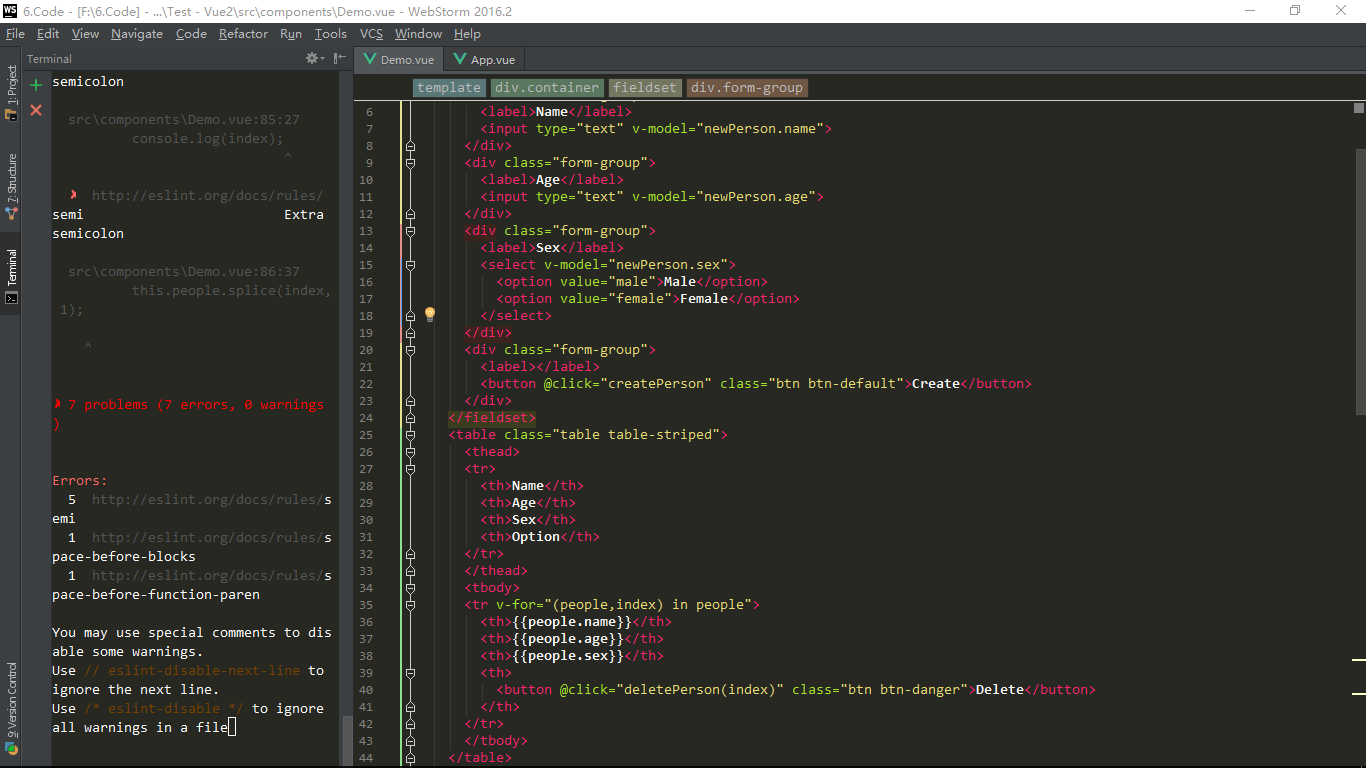 WS 6.Code - [F:\6.Code] - ...\Test - Vue2\src\components\Demo.vue - WebStorm 2016.2
File Edit View Navigate Code Refactor Run Tools VCS Window Help
Terminal
Demo.vue App.vue
template div.container fieldset div.form-group
1: Project
7: Structure
Terminal
9: Version Control
semicolon
src\components\Demo.vue:85:27
console.log(index);
^
✘ http://eslint.org/docs/rules/
semi Extra
semicolon
src\components\Demo.vue:86:37
this.people.splice(index,
1);
^
✘ 7 problems (7 errors, 0 warnings
)
Errors:
5 http://eslint.org/docs/rules/s
emi
1 http://eslint.org/docs/rules/s
pace-before-blocks
1 http://eslint.org/docs/rules/s
pace-before-function-paren
You may use special comments to dis
able some warnings.
Use // eslint-disable-next-line to
ignore the next line.
Use /* eslint-disable */ to ignore
all warnings in a file
6 <label>Name</label>
7 <input type="text" v-model="newPerson.name">
8 </div>
9 <div class="form-group">
10 <label>Age</label>
11 <input type="text" v-model="newPerson.age">
12 </div>
13 <div class="form-group">
14 <label>Sex</label>
15 <select v-model="newPerson.sex">
16 <option value="male">Male</option>
17 <option value="female">Female</option>
18 </select>
19 </div>
20 <div class="form-group">
21 <label></label>
22 <button @click="createPerson" class="btn btn-default">Create</button>
23 </div>
24 </fieldset>
25 <table class="table table-striped">
26 <thead>
27 <tr>
28 <th>Name</th>
29 <th>Age</th>
30 <th>Sex</th>
31 <th>Option</th>
32 </tr>
33 </thead>
34 <tbody>
35 <tr v-for="(people,index) in people">
36 <th>{{people.name}}</th>
37 <th>{{people.age}}</th>
38 <th>{{people.sex}}</th>
39 <th>
40 <button @click="deletePerson(index)" class="btn btn-danger">Delete</button>
41 </th>
42 </tr>
43 </tbody>
44 </table>